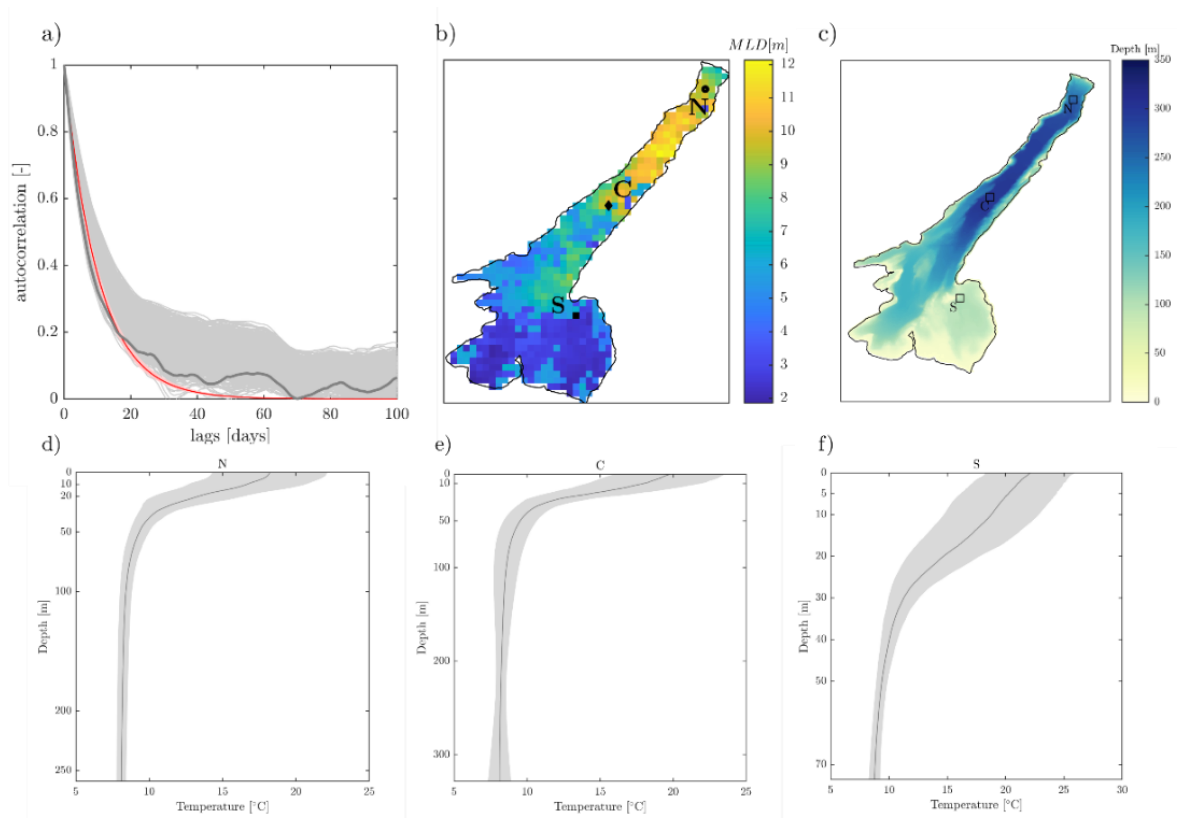 a)
1
0.8
0.6
0.4
0.2
0
0 20 40 60 80 100
autocorrelation [-]
lags [days]
b)
MLD[m]
12
11
10
9
8
7
6
5
4
3
2
N
C
S
c)
Depth [m]
350
300
250
200
150
100
50
0
N
C
S
d)
N
0
10
20
50
100
200
250
Depth [m]
5 10 15 20 25
Temperature [°C]
e)
C
0
10
50
100
200
300
Depth [m]
5 10 15 20 25
Temperature [°C]
f)
S
0
5
10
20
30
40
50
70
Depth [m]
5 10 15 20 25 30
Temperature [°C]